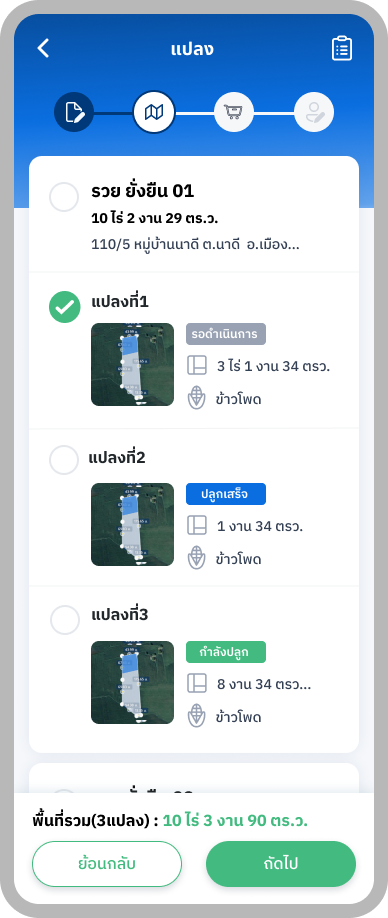 แปลง
รวย ยั่งยืน 01
10 ไร่ 2 งาน 29 ตร.ว.
110/5 หมู่บ้านนาดี ต.นาดี อ.เมือง...
แปลงที่1
รอดำเนินการ
3 ไร่ 1 งาน 34 ตรว.
ข้าวโพด
แปลงที่2
ปลูกเสร็จ
1 งาน 34 ตรว.
ข้าวโพด
แปลงที่3
กำลังปลูก
8 งาน 34 ตรว...
ข้าวโพด
พื้นที่รวม(3แปลง) : 10 ไร่ 3 งาน 90 ตร.ว.
ย้อนกลับ
ถัดไป